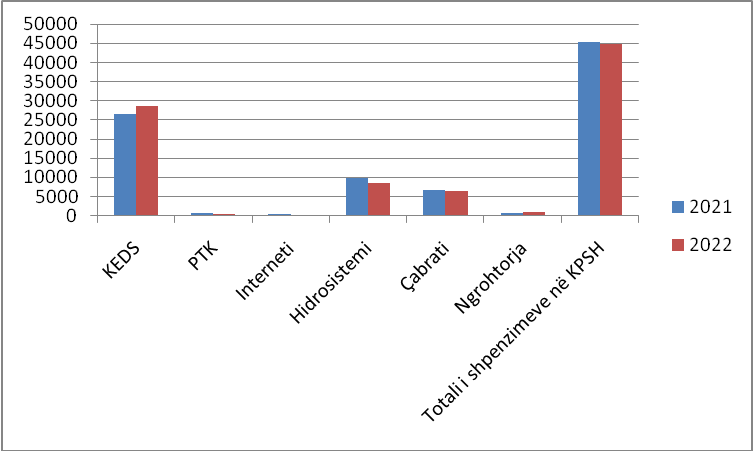 50000
45000
40000
35000
30000
25000
20000
15000
10000
5000
0
KEDS
PTK
Interneti
Hidrosistemi
Çabrati
Ngrohtorja
Totali i shpenzimeve në KPSH
2021
2022